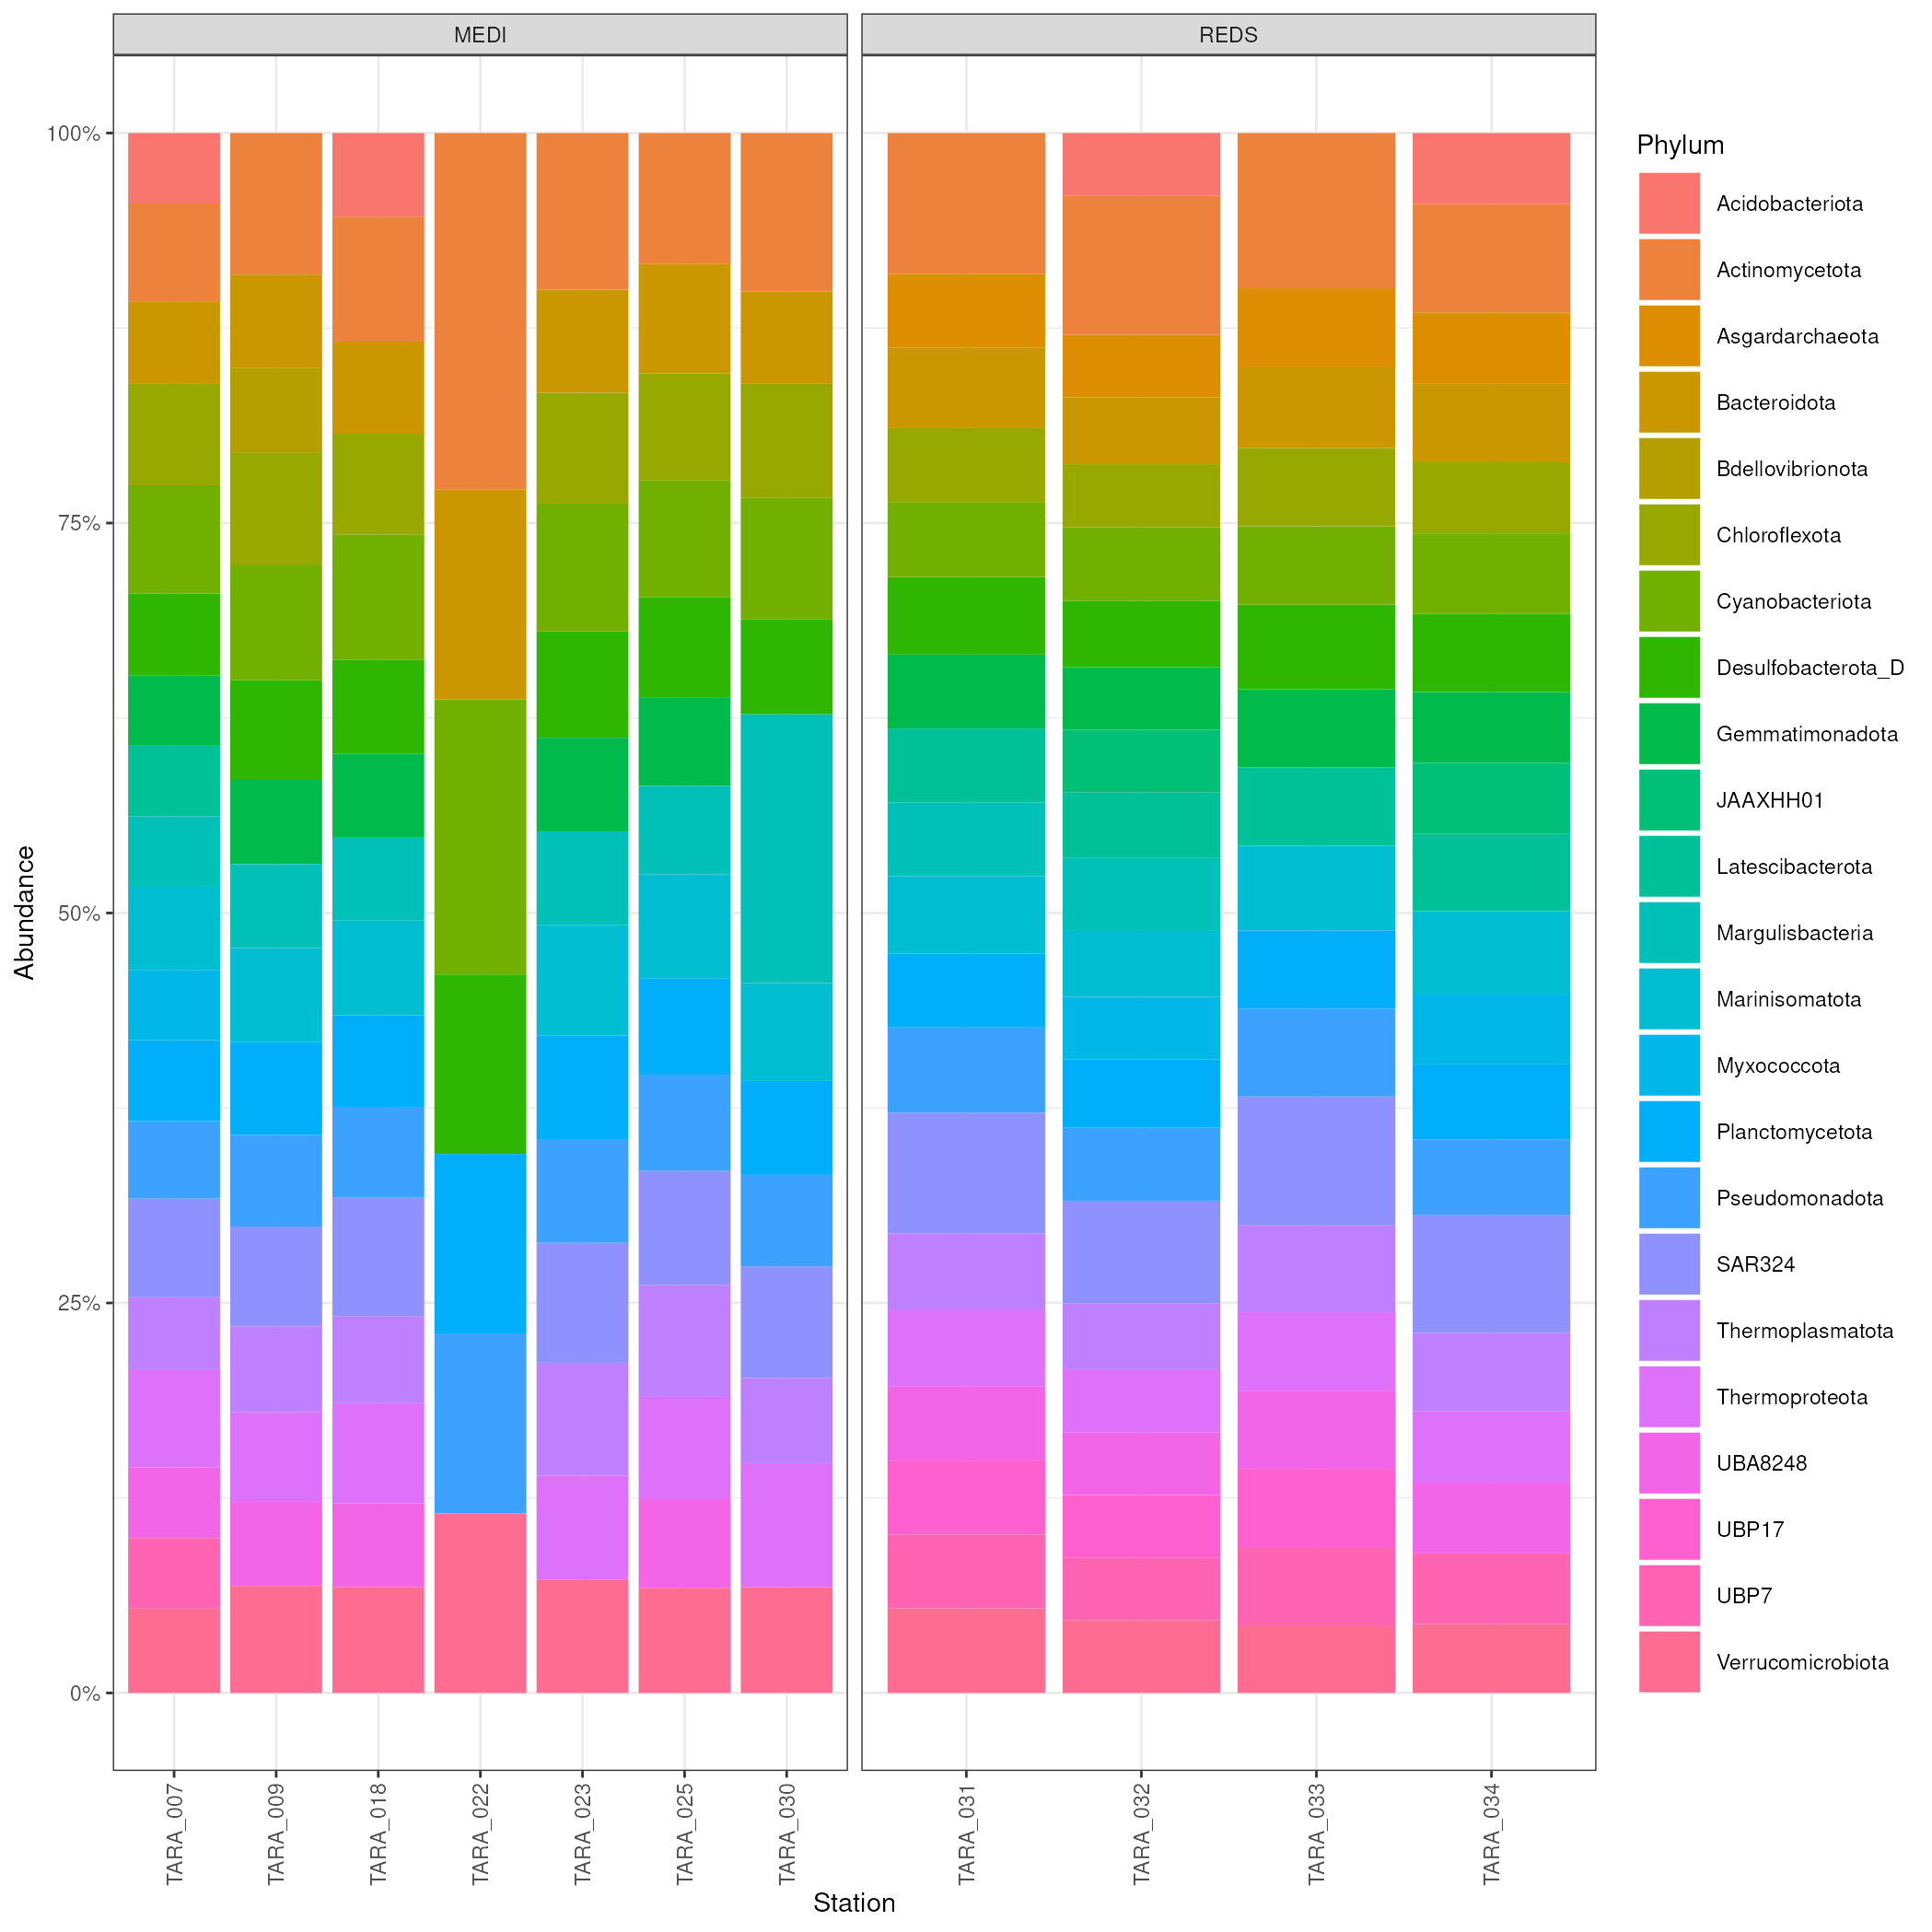 MEDI
REDS
100%
75%
50%
25%
0%
Abundance
TARA_007
TARA_009
TARA_018
TARA_022
TARA_023
TARA_025
TARA_030
TARA_031
TARA_032
TARA_033
TARA_034
Station
Phylum
Acidobacteriota
Actinomycetota
Asgardarchaeota
Bacteroidota
Bdellovibrionota
Chloroflexota
Cyanobacteriota
Desulfobacterota_D
Gemmatimonadota
JAAXHH01
Latescibacterota
Margulisbacteria
Marinisomatota
Myxococcota
Planctomycetota
Pseudomonadota
SAR324
Thermoplasmatota
Thermoproteota
UBA8248
UBP17
UBP7
Verrucomicrobiota